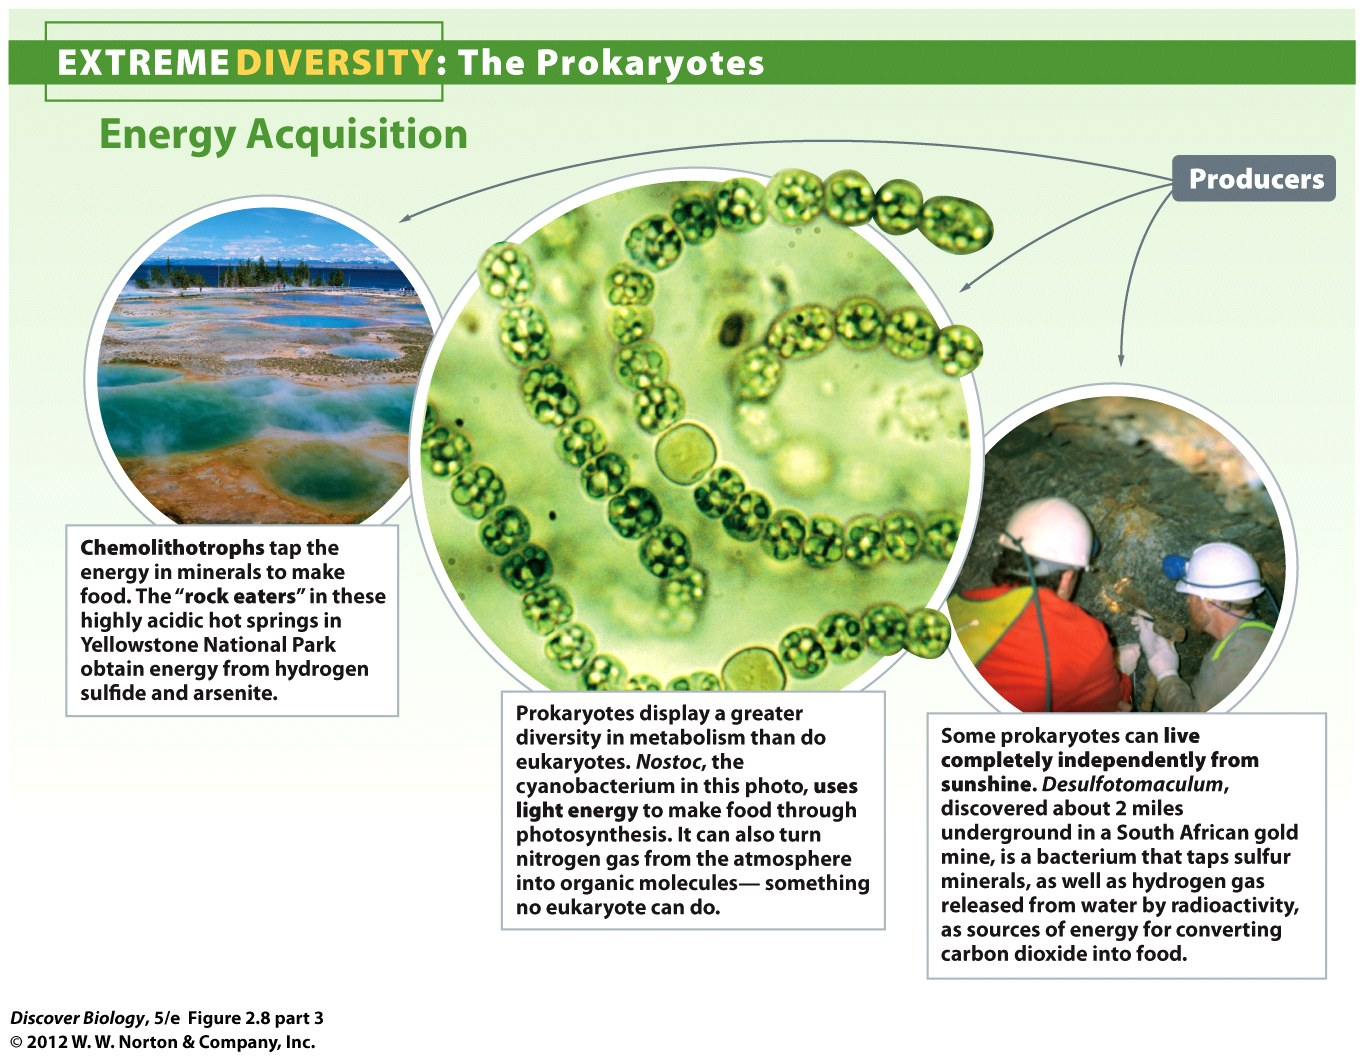 EXTREME DIVERSITY: The Prokaryotes
Energy Acquisition
Producers
Chemolithotrophs tap the
energy in minerals to make
food. The “rock eaters” in these
highly acidic hot springs in
Yellowstone National Park
obtain energy from hydrogen
sulfide and arsenite.
Prokaryotes display a greater
diversity in metabolism than do
eukaryotes. Nostoc, the
cyanobacterium in this photo, uses
light energy to make food through
photosynthesis. It can also turn
nitrogen gas from the atmosphere
into organic molecules— something
no eukaryote can do.
Some prokaryotes can live
completely independently from
sunshine. Desulfotomaculum,
discovered about 2 miles
underground in a South African gold
mine, is a bacterium that taps sulfur
minerals, as well as hydrogen gas
released from water by radioactivity,
as sources of energy for converting
carbon dioxide into food.
Discover Biology, 5/e Figure 2.8 part 3
© 2012 W. W. Norton & Company, Inc.